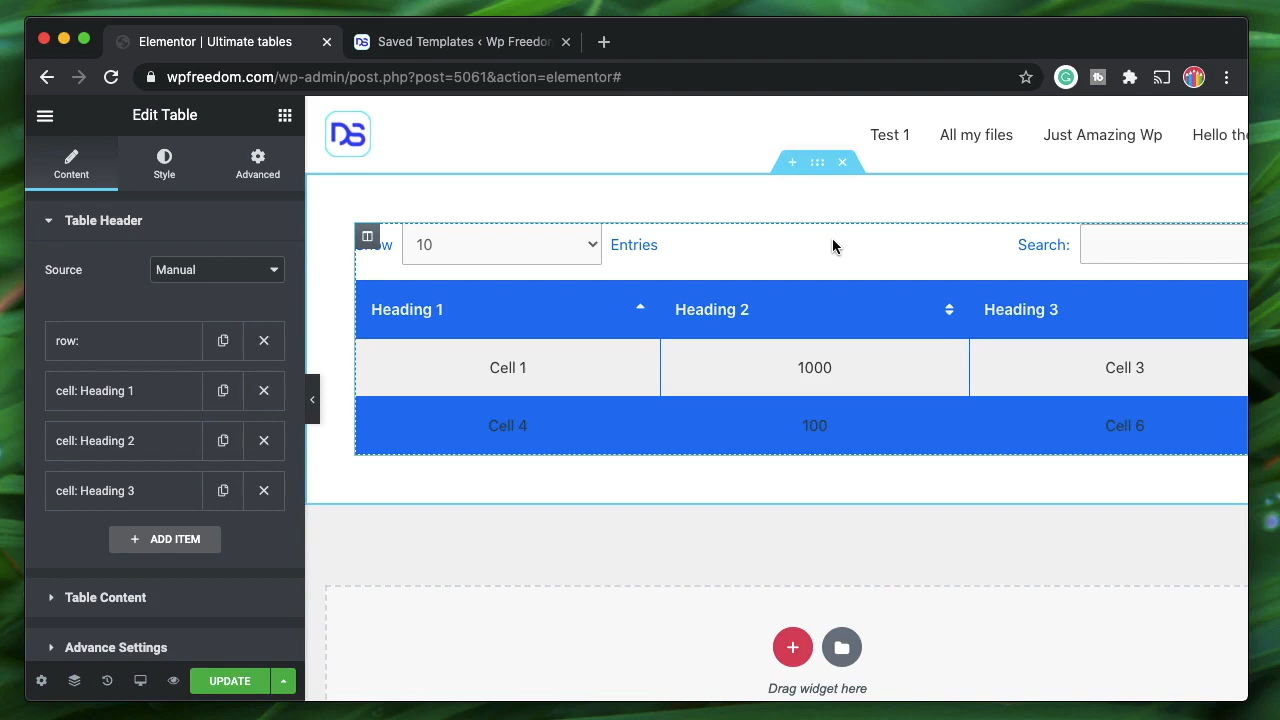 Elementor | Ultimate tables
Saved Templates ‹ Wp Freedor
wpfreedom.com/wp-admin/post.php?post=5061&action=elementor#
Edit Table
Content
Style
Advanced
Table Header
Source
Manual
row:
cell: Heading 1
cell: Heading 2
cell: Heading 3
ADD ITEM
Table Content
Advance Settings
UPDATE
DS
Test 1
All my files
Just Amazing Wp
Hello the
10
Entries
Search:
Heading 1
Heading 2
Heading 3
Cell 1
1000
Cell 3
Cell 4
100
Cell 6
Drag widget here